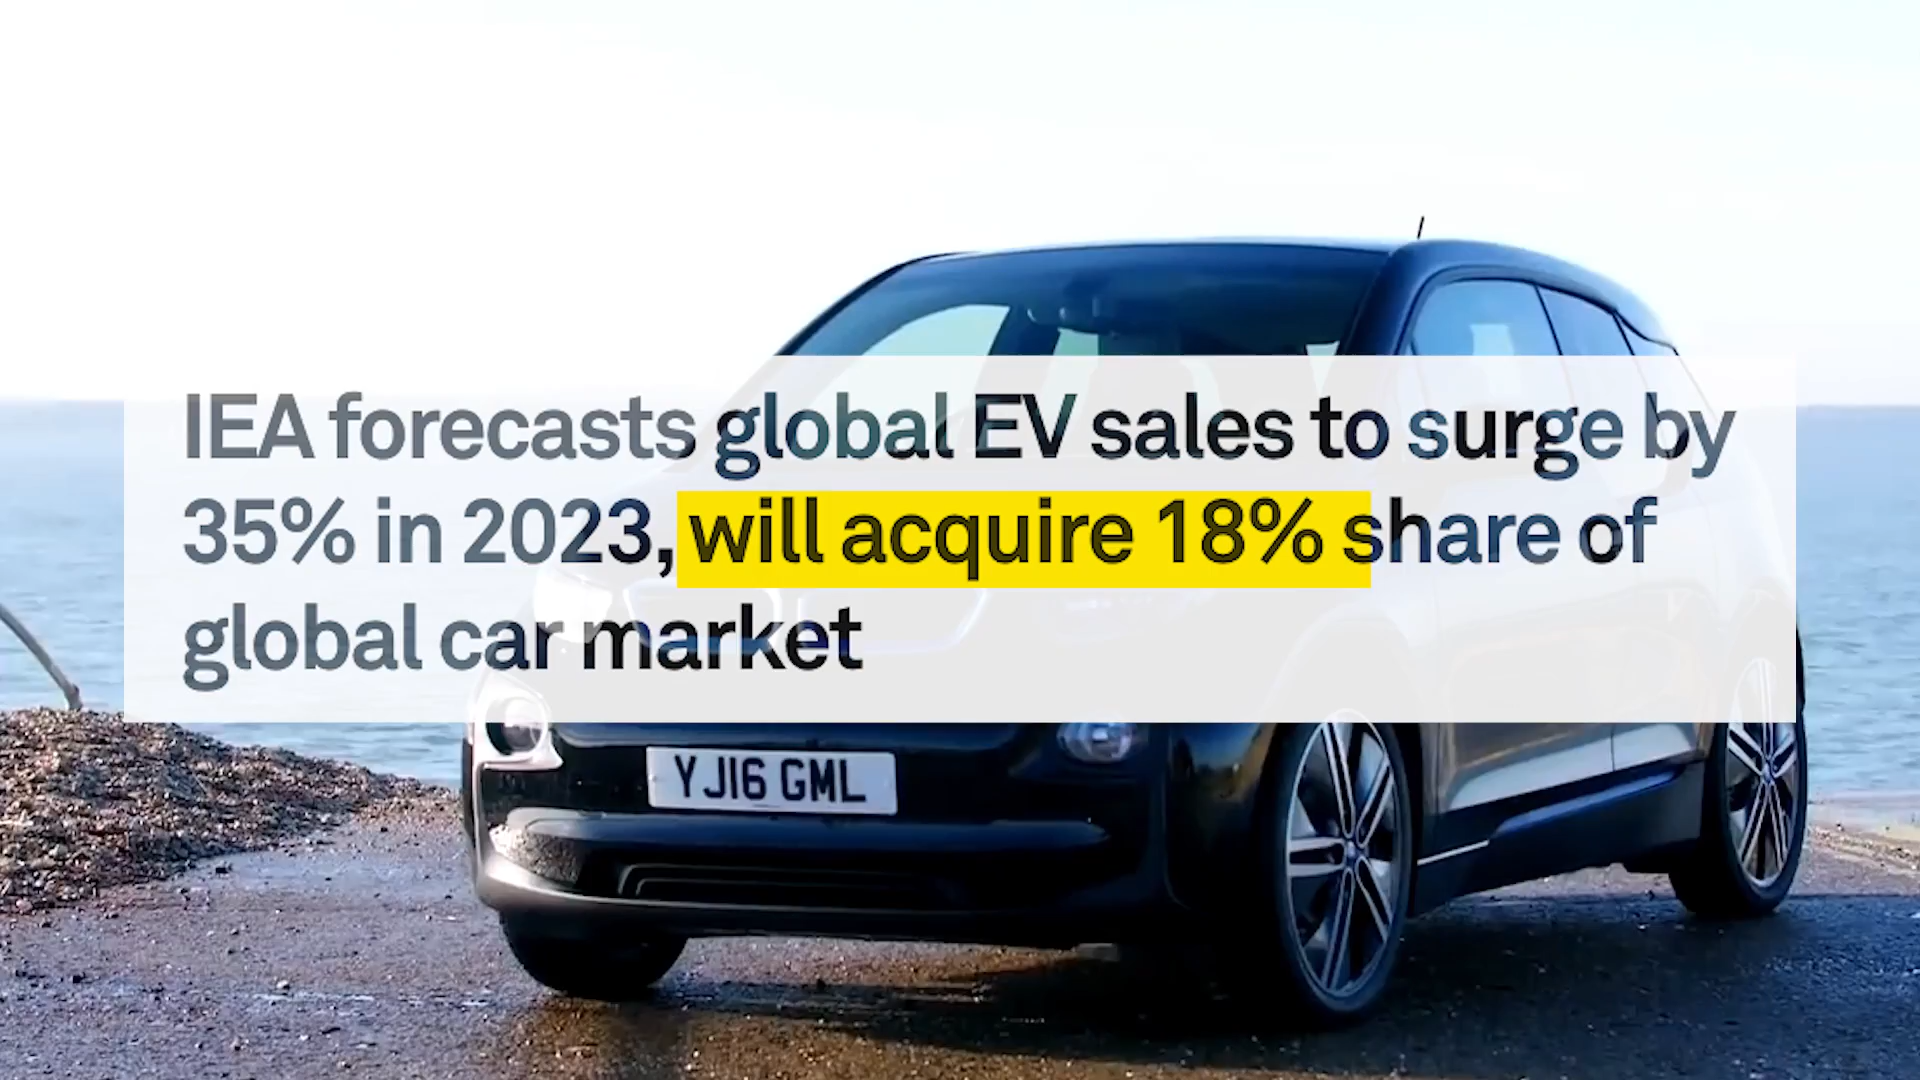 IEA forecasts global EV sales to surge by
35% in 2023, will acquire 18% share of
global car market
YJ16 GML